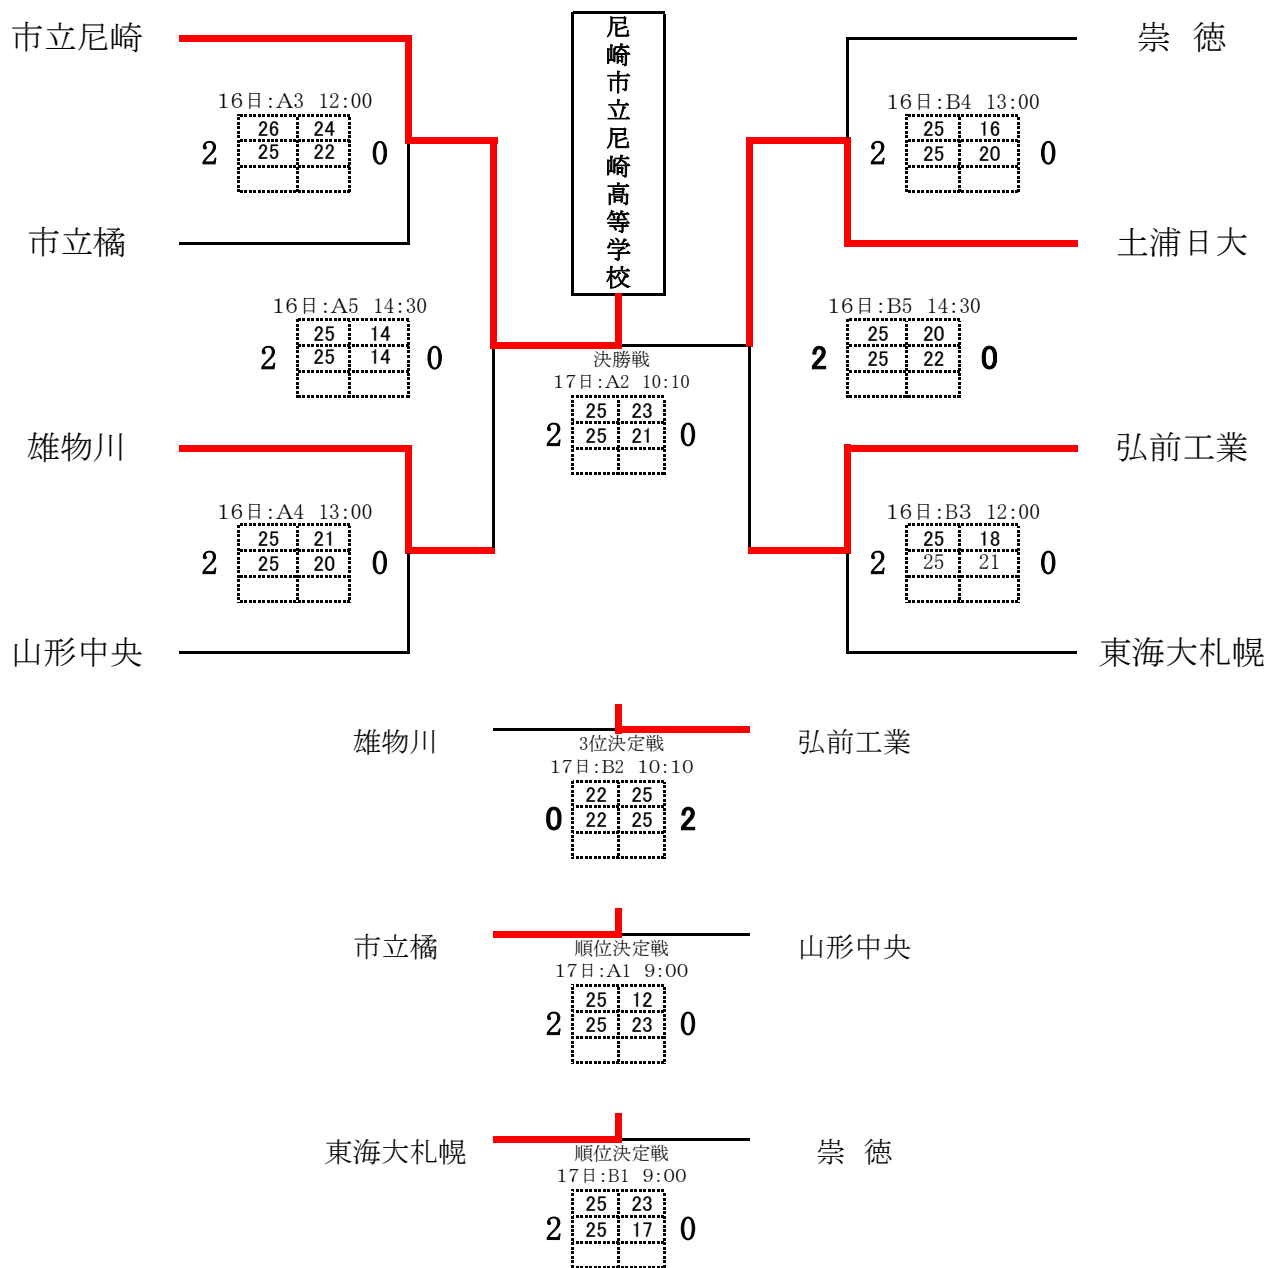 市立尼崎
尼崎市立尼崎高等学校
崇 徳
16日:A3 12:00
26 24
2 25 22 0
16日:B4 13:00
25 16
2 25 20 0
市立橘
土浦日大
16日:A5 14:30
25 14
2 25 14 0
16日:B5 14:30
25 20
2 25 22 0
決勝戦
17日:A2 10:10
25 23
2 25 21 0
雄物川
弘前工業
16日:A4 13:00
25 21
2 25 20 0
16日:B3 12:00
25 18
2 25 21 0
山形中央
東海大札幌
雄物川
弘前工業
3位決定戦
17日:B2 10:10
22 25
0 22 25 2
市立橘
山形中央
順位決定戦
17日:A1 9:00
25 12
2 25 23 0
東海大札幌
崇 徳
順位決定戦
17日:B1 9:00
25 23
2 25 17 0